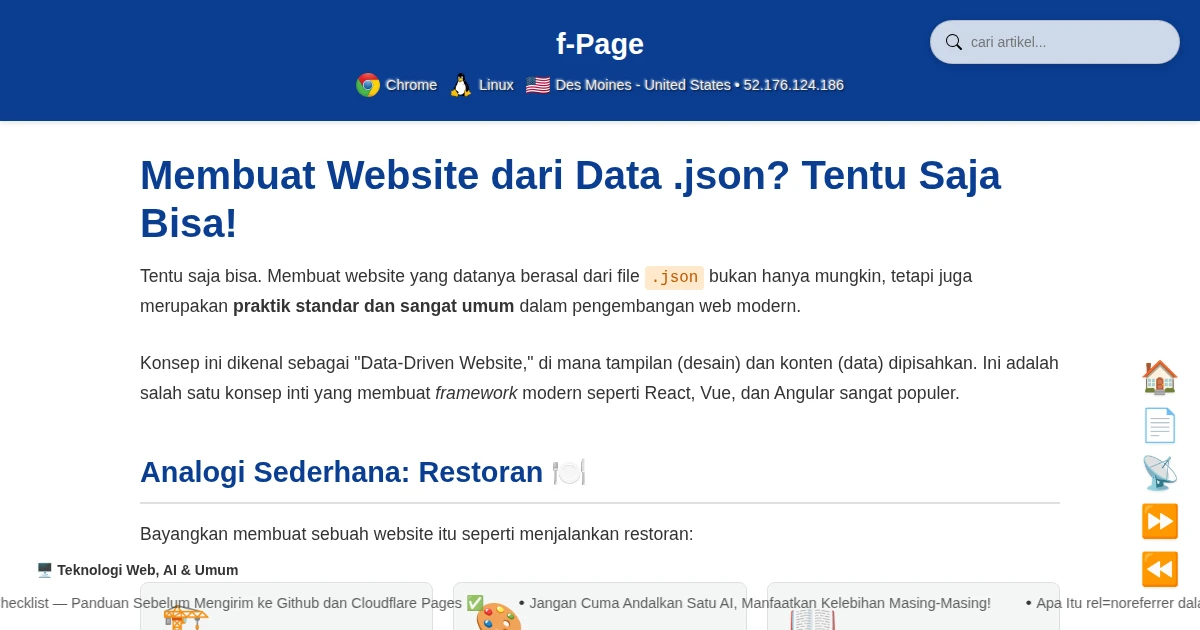 f-Page
cari artikel...
Chrome Linux Des Moines - United States • 52.176.124.186
Membuat Website dari Data .json? Tentu Saja
Bisa!
Tentu saja bisa. Membuat website yang datanya berasal dari file .json bukan hanya mungkin, tetapi juga
merupakan praktik standar dan sangat umum dalam pengembangan web modern.
Konsep ini dikenal sebagai "Data-Driven Website," di mana tampilan (desain) dan konten (data) dipisahkan. Ini adalah
salah satu konsep inti yang membuat framework modern seperti React, Vue, dan Angular sangat populer.
Analogi Sederhana: Restoran 🍽️
Bayangkan membuat sebuah website itu seperti menjalankan restoran:
🖥️ Teknologi Web, AI & Umum
hecklist — Panduan Sebelum Mengirim ke Github dan Cloudflare Pages ✅ • Jangan Cuma Andalkan Satu AI, Manfaatkan Kelebihan Masing-Masing! • Apa Itu rel=noreferrer dala